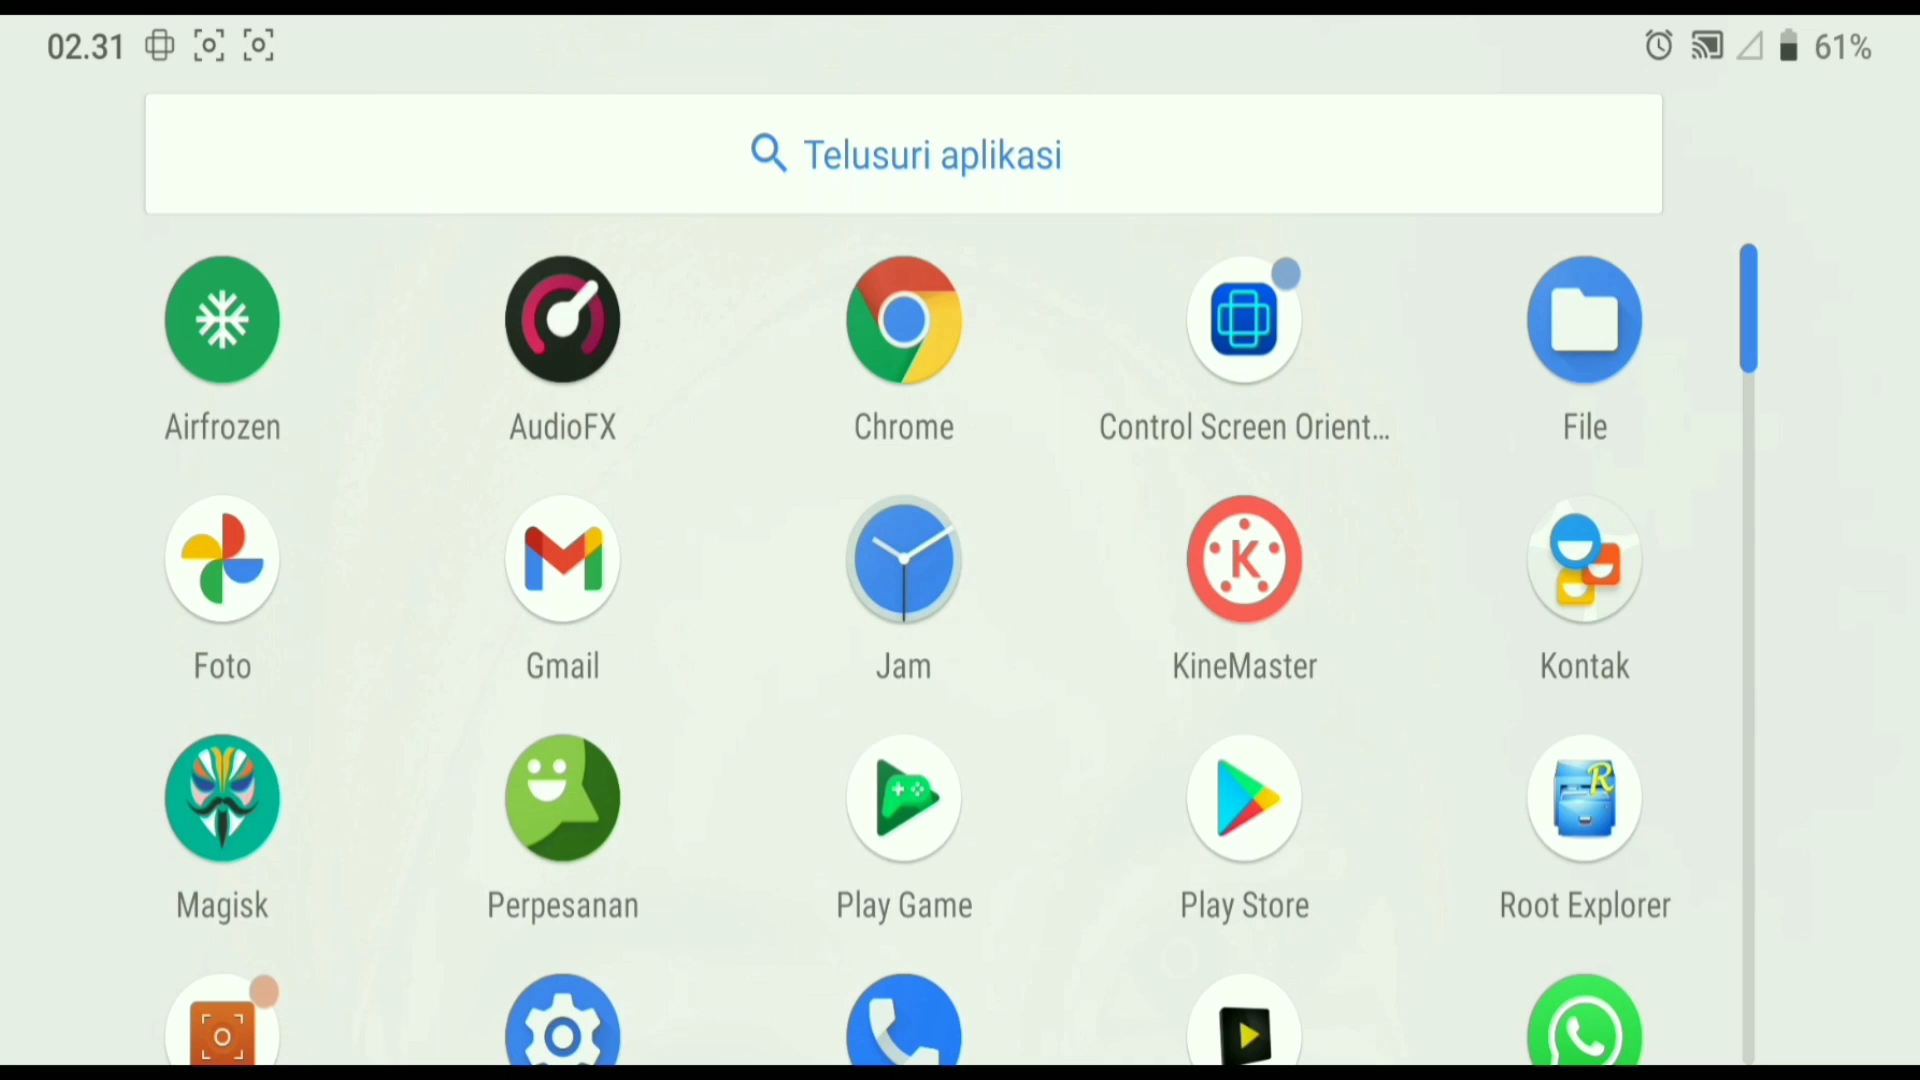 02.31
61%
Telusuri aplikasi
Airfrozen
AudioFX
Chrome
Control Screen Orient...
File
Foto
Gmail
Jam
KineMaster
K
Kontak
Magisk
Perpesanan
Play Game
Play Store
R
Root Explorer